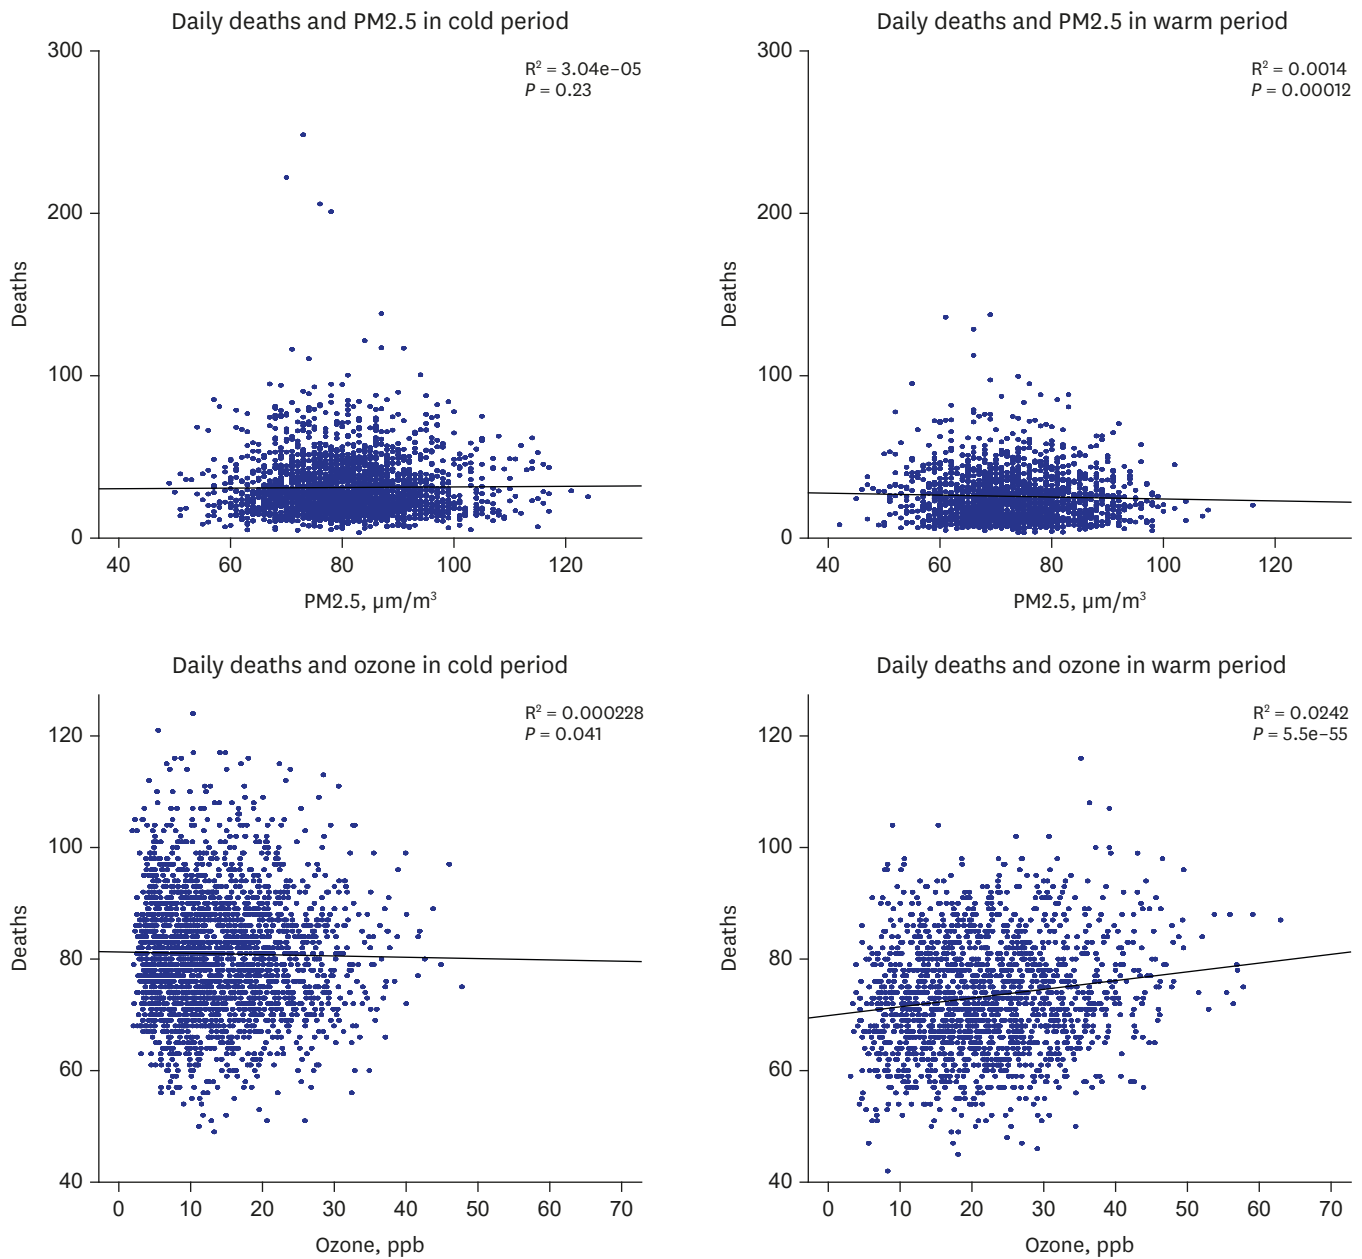 Daily deaths and PM2.5 in cold period
300
200
100
0
Deaths
R² = 3.04e−05
P = 0.23
40 60 80 100 120
PM2.5, μm/m³
Daily deaths and PM2.5 in warm period
300
200
100
0
Deaths
R² = 0.0014
P = 0.00012
40 60 80 100 120
PM2.5, μm/m³
Daily deaths and ozone in cold period
120
100
80
60
40
Deaths
R² = 0.000228
P = 0.041
0 10 20 30 40 50 60 70
Ozone, ppb
Daily deaths and ozone in warm period
120
100
80
60
40
Deaths
R² = 0.0242
P = 5.5e−55
0 10 20 30 40 50 60 70
Ozone, ppb